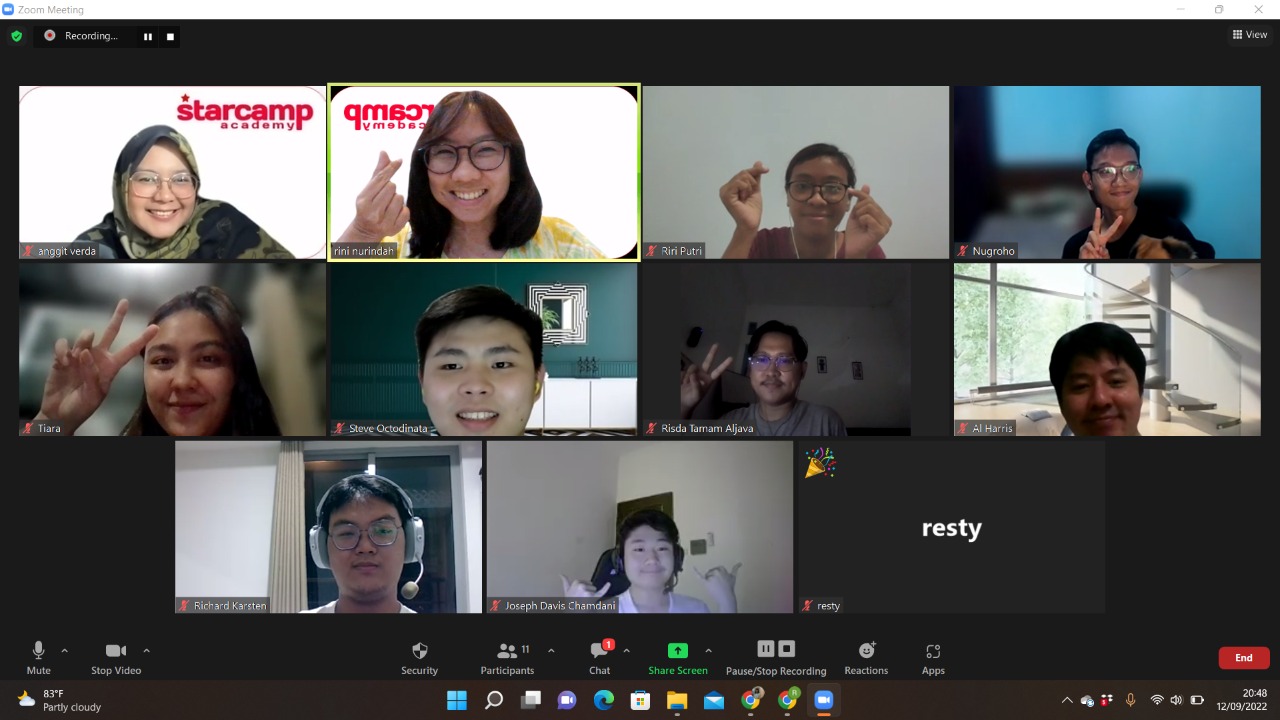 Zoom Meeting
Recording...
View
starcamp
academy
anggit verda
starcamp
academy
rini nurindah
Riri Putri
Nugroho
Tiara
Steve Octodinata
Risda Tamam Aljava
Al Harris
Richard Karsten
Joseph Davis Chamdani
resty
resty
Mute
Stop Video
Security
Participants
11
Chat
1
Share Screen
Pause/Stop Recording
Reactions
Apps
End
83°F
Partly cloudy
20:48
12/09/2022